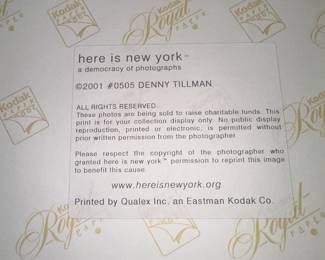 Kodak
Royal
PAPER
here is new york™
a democracy of photographs
©2001 #0505 DENNY TILLMAN
ALL RIGHTS RESERVED
These photos are being sold to raise charitable funds. This
print is for your collection display only. No public display
reproduction, printed or electronic, is permitted without
prior written permission from the photographer.
Please respect the copyright of the photographer who
granted here is new york™ permission to reprint this image
to benefit this cause.
www.hereisnewyork.org
Printed by Qualex Inc. an Eastman Kodak Co.
Kodak
Royal
PAPER